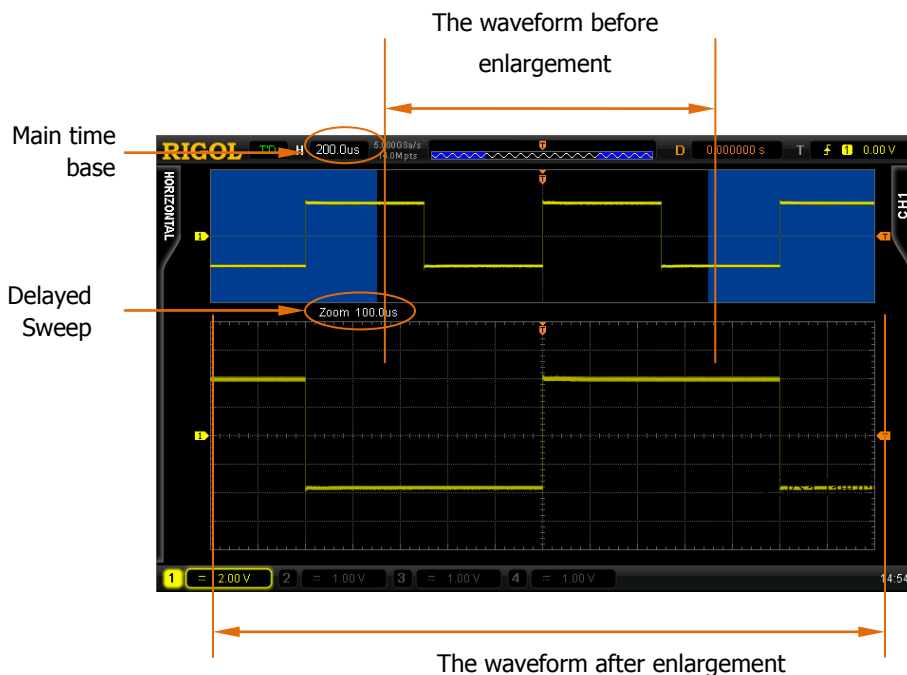 The waveform before
enlargement
Main time
base
RIGOL T'D H 200.0us 5.000GSa/s D 0.000000 s T 1 0.00 V
14.0M pts
T
HORIZONTAL
CH1
T
1
T
Delayed
Sweep
Zoom 100.0us
T
1
T
1 = 2.00 V 2 = 1.00 V 3 = 1.00 V 4 = 1.00 V 14:54
The waveform after enlargement